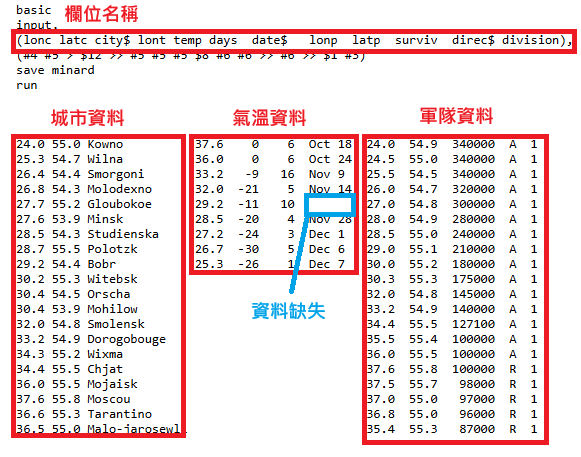 basic 欄位名稱
input.
(lonc latc city$ lont temp days date$ lonp latp surviv direc$ division),
(#4 #5 > $12 >> #5 #5 #5 $8 #6 #6 >> #6 >> $1 #5)
save minard
run
城市資料 氣溫資料 軍隊資料
24.0 55.0 Kowno 37.6 0 6 Oct 18 24.0 54.9 340000 A 1
25.3 54.7 Wilna 36.0 0 6 Oct 24 24.5 55.0 340000 A 1
26.4 54.4 Smorgoni 33.2 -9 16 Nov 9 25.5 54.5 340000 A 1
26.8 54.3 Molodexno 32.0 -21 5 Nov 14 26.0 54.7 320000 A 1
27.7 55.2 Gloubokoe 29.2 -11 10 27.0 54.8 300000 A 1
27.6 53.9 Minsk 28.5 -20 4 Nov 28 28.0 54.9 280000 A 1
28.5 54.3 Studienska 27.2 -24 3 Dec 1 28.5 55.0 240000 A 1
28.7 55.5 Polotzk 26.7 -30 5 Dec 6 29.0 55.1 210000 A 1
29.2 54.4 Bobr 25.3 -26 1 Dec 7 30.0 55.2 180000 A 1
30.2 55.3 Witebsk 30.3 55.3 175000 A 1
30.4 54.5 Orscha 32.0 54.8 145000 A 1
30.4 53.9 Mohilow 資料缺失 33.2 54.9 140000 A 1
32.0 54.8 Smolensk 34.4 55.5 127100 A 1
33.2 54.9 Dorogobouge 35.5 55.4 100000 A 1
34.3 55.2 Wixma 36.0 55.5 100000 A 1
34.4 55.5 Chjat 37.6 55.8 100000 R 1
36.0 55.5 Mojaisk 37.5 55.7 98000 R 1
37.6 55.8 Moscou 37.0 55.0 97000 R 1
36.6 55.3 Tarantino 36.8 55.0 96000 R 1
36.5 55.0 Malo-jarosewli 35.4 55.3 87000 R 1